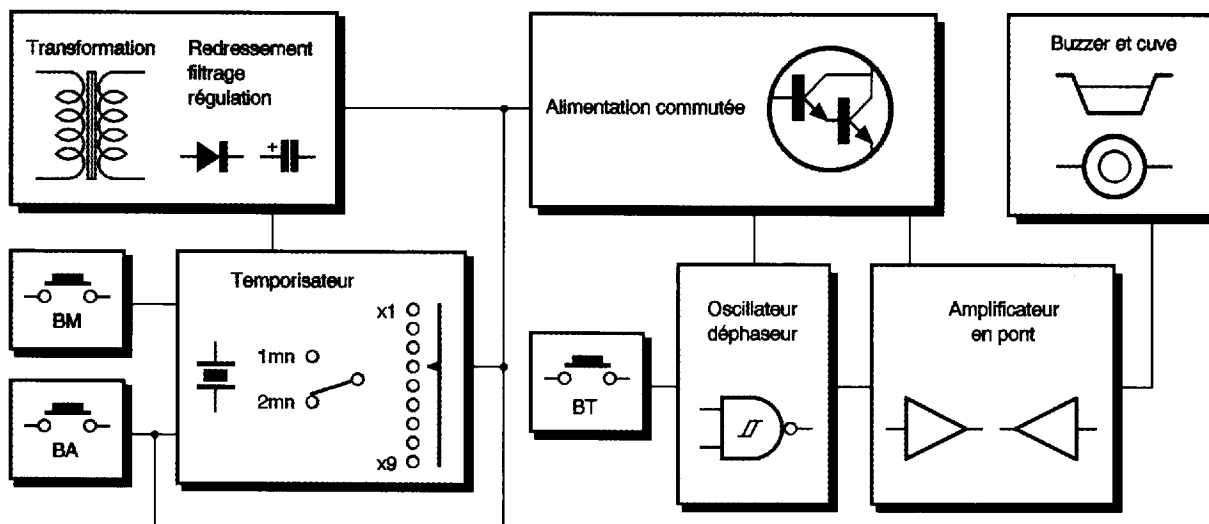 Transformation
Redressement
filtrage
régulation
+
Alimentation commutée
Buzzer et cuve
BM
BA
Temporisateur
x1
1mn
2mn
x9
BT
Oscillateur
déphaseur
Amplificateur
en pont